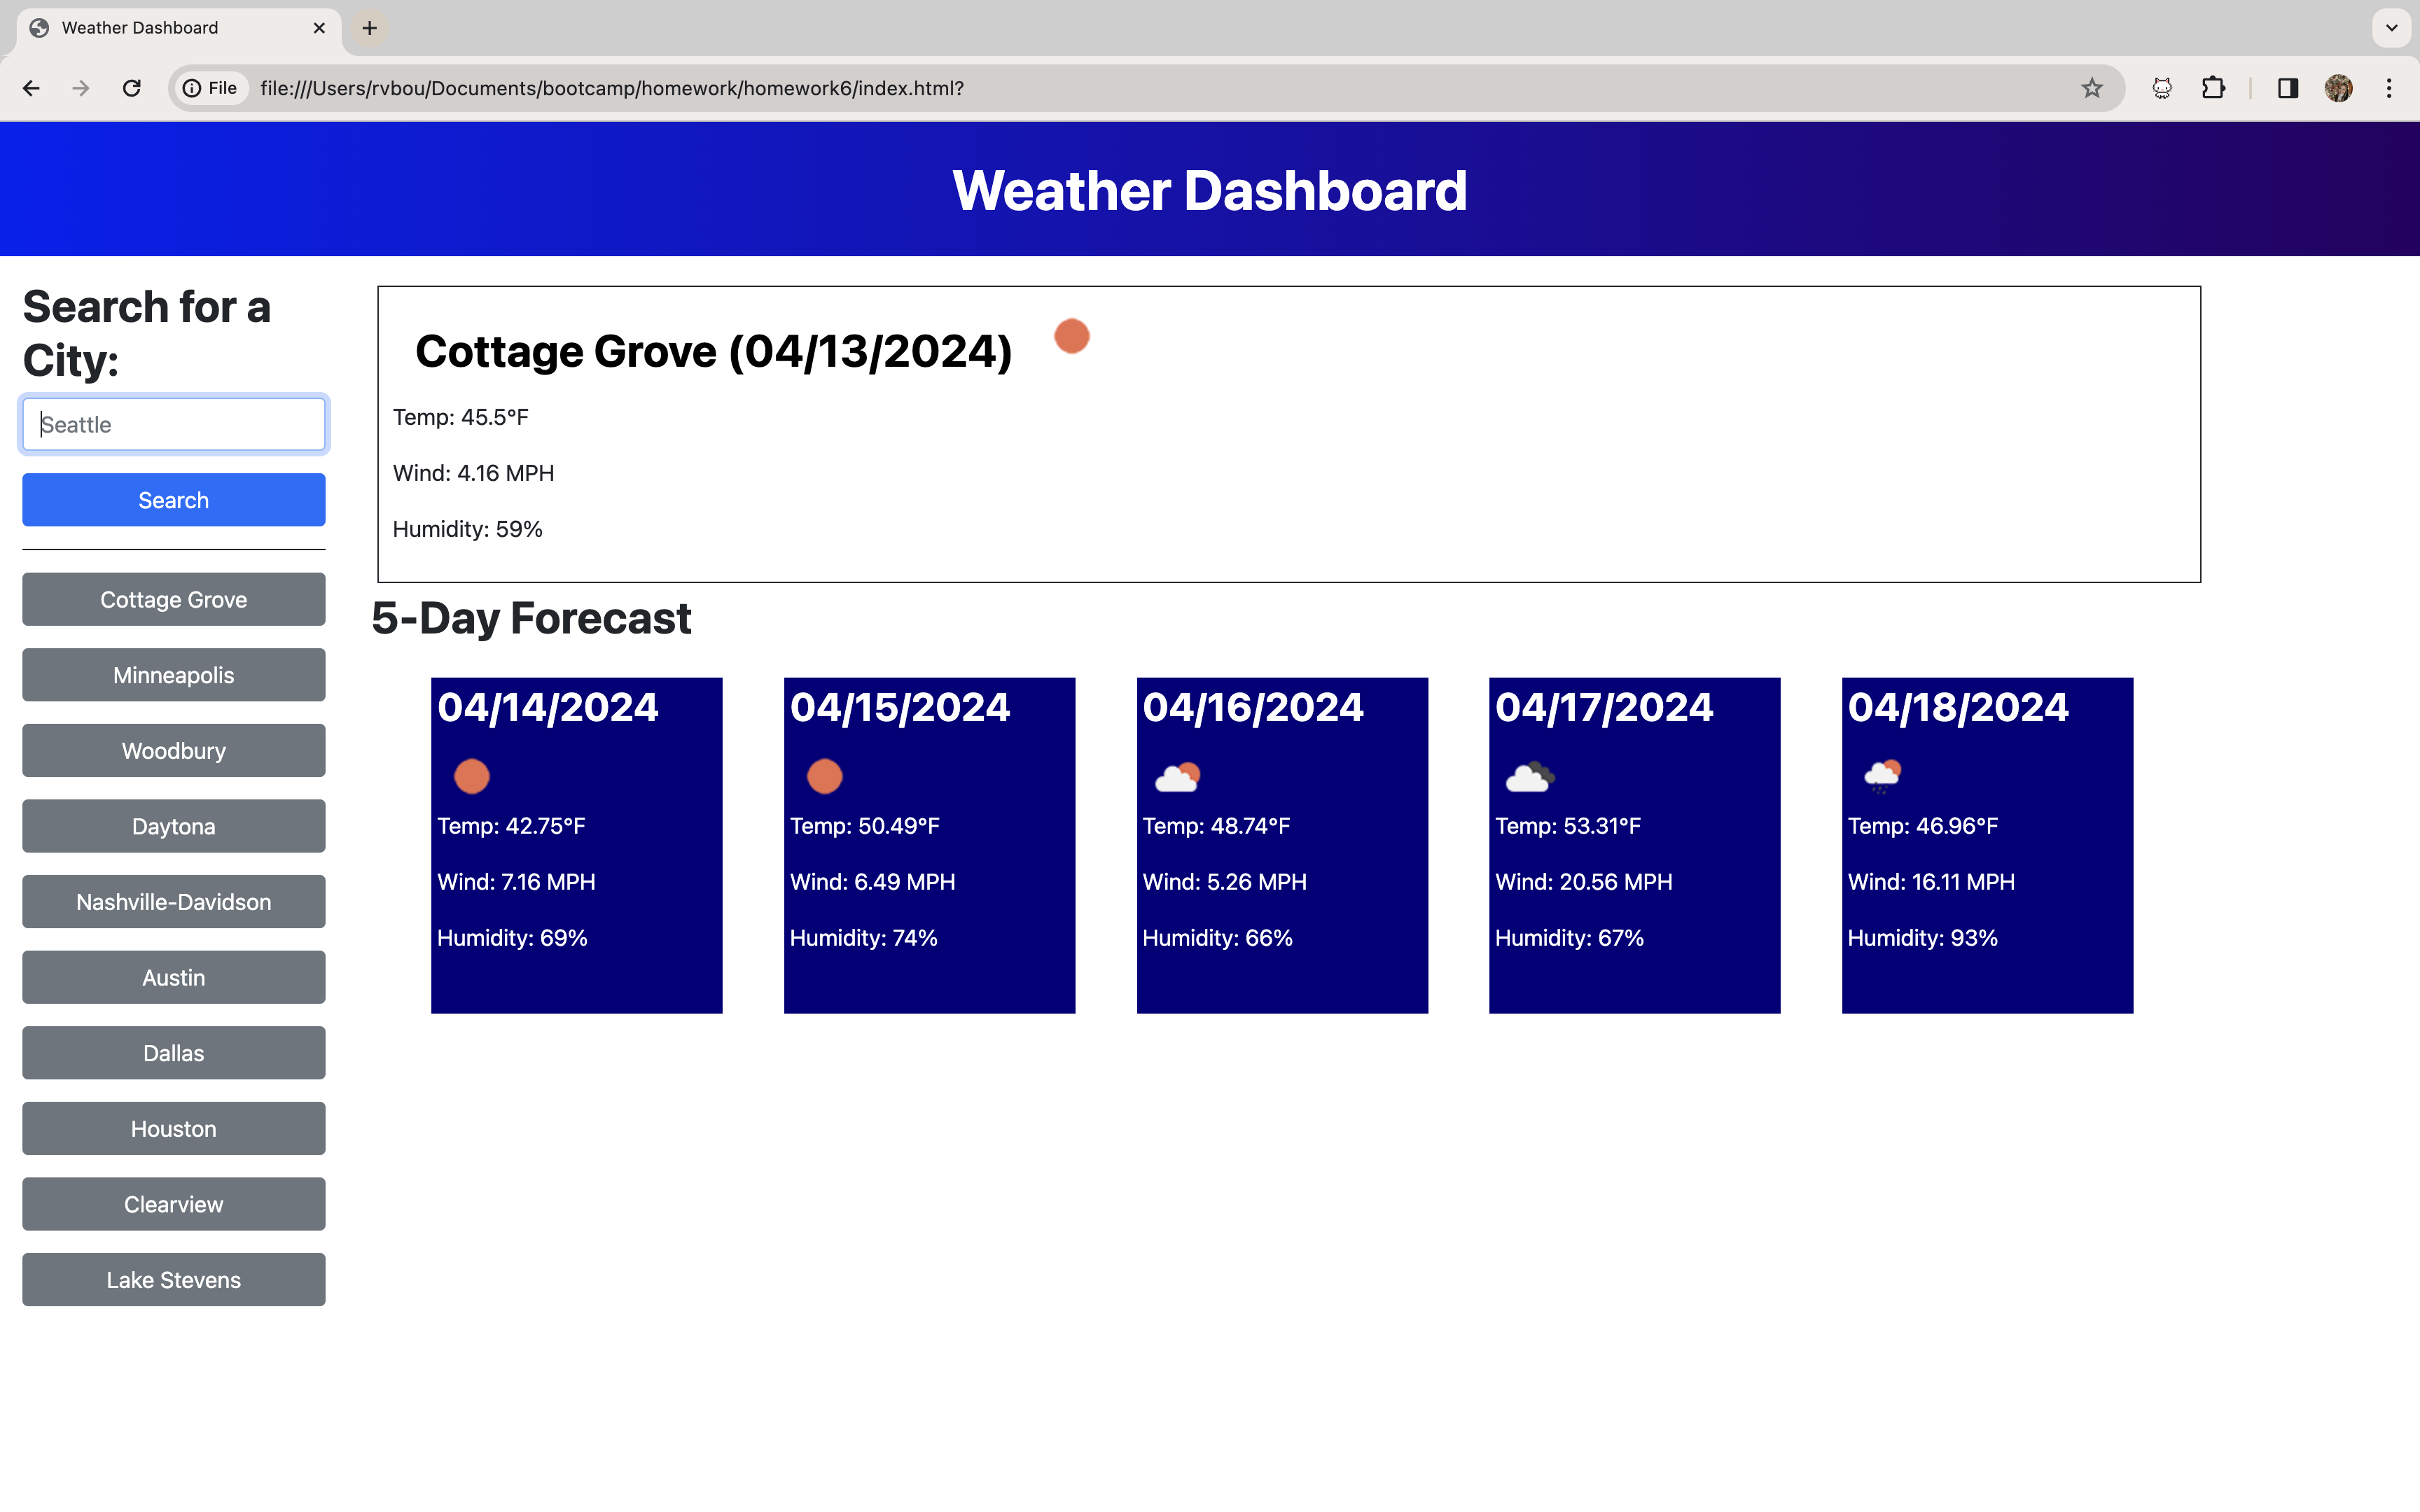 Weather Dashboard
File file:///Users/rvbou/Documents/bootcamp/homework/homework6/index.html?
Weather Dashboard
Search for a
City:
Seattle
Search
Cottage Grove
Minneapolis
Woodbury
Daytona
Nashville-Davidson
Austin
Dallas
Houston
Clearview
Lake Stevens
Cottage Grove (04/13/2024)
Temp: 45.5°F
Wind: 4.16 MPH
Humidity: 59%
5-Day Forecast
04/14/2024
Temp: 42.75°F
Wind: 7.16 MPH
Humidity: 69%
04/15/2024
Temp: 50.49°F
Wind: 6.49 MPH
Humidity: 74%
04/16/2024
Temp: 48.74°F
Wind: 5.26 MPH
Humidity: 66%
04/17/2024
Temp: 53.31°F
Wind: 20.56 MPH
Humidity: 67%
04/18/2024
Temp: 46.96°F
Wind: 16.11 MPH
Humidity: 93%